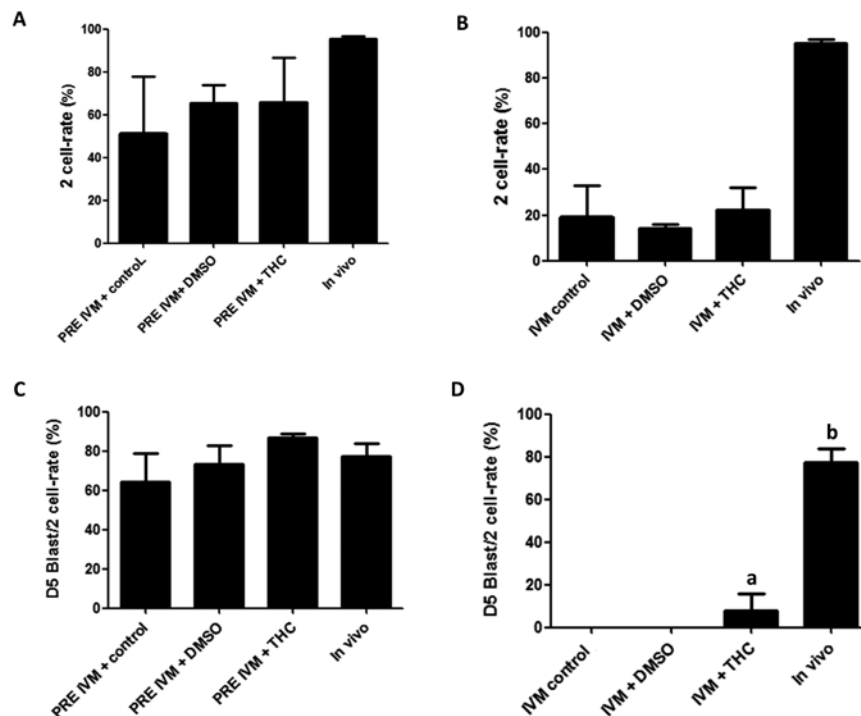 A
2 cell-rate (%)
100
80
60
40
20
0
PRE IVM + controL
PRE IVM+ DMSO
PRE IVM + THC
In vivo
B
2 cell-rate (%)
100
80
60
40
20
0
IVM control
IVM + DMSO
IVM + THC
In vivo
C
D5 Blast/2 cell-rate (%)
100
80
60
40
20
0
PRE IVM + control
PRE IVM + DMSO
PRE IVM + THC
In vivo
D
D5 Blast/2 cell-rate (%)
100
80
60
40
20
0
a
b
IVM control
IVM + DMSO
IVM + THC
In vivo